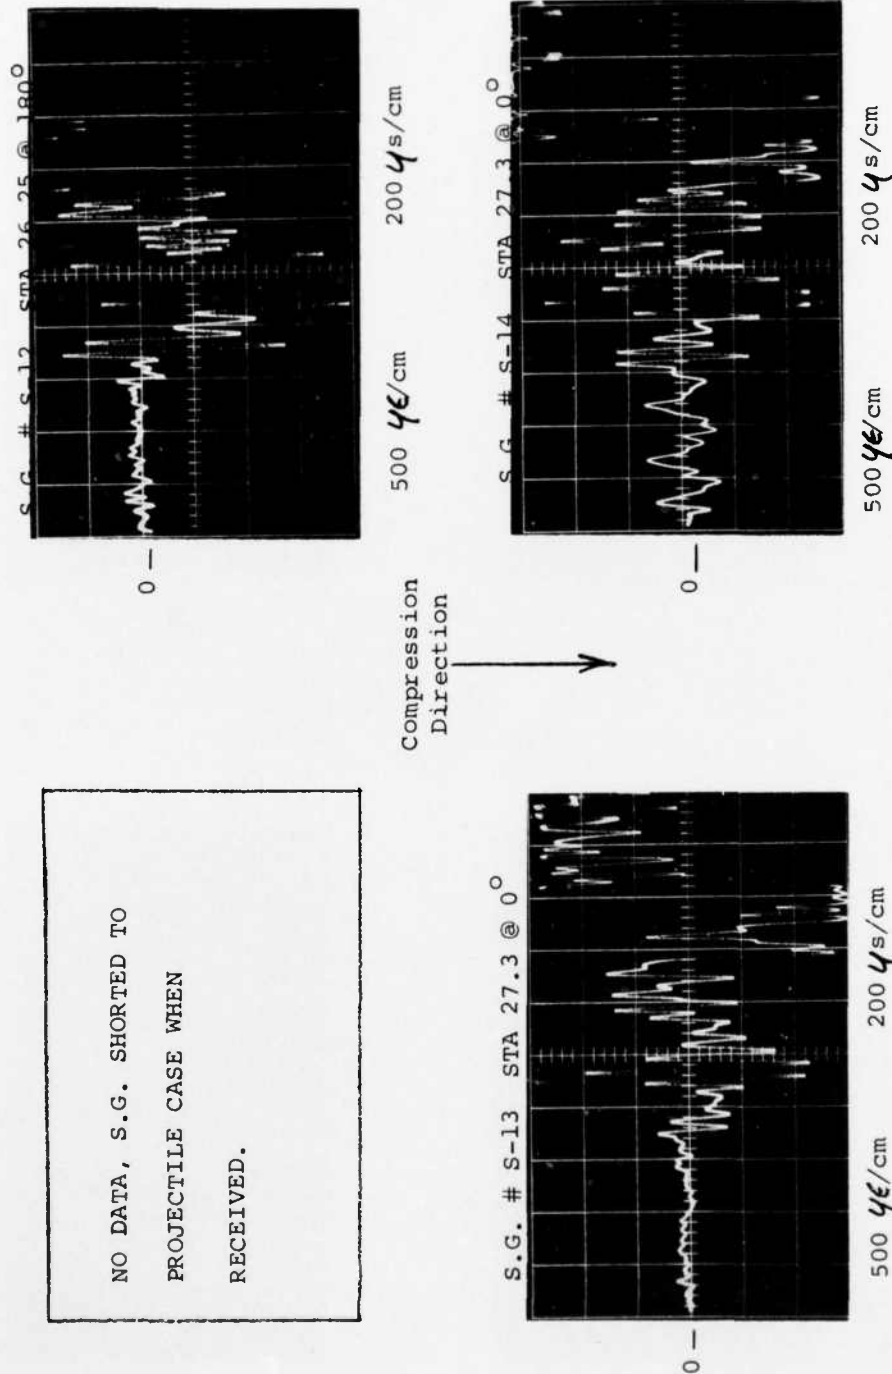 NO DATA, S.G. SHORTED TO
PROJECTILE CASE WHEN
RECEIVED.
S.G. # S-12 STA 26.25 @ 180°
0 —
500 με/cm 200 μs/cm
Compression
Direction
S.G. # S-13 STA 27.3 @ 0°
0 —
500 με/cm 200 μs/cm
S.G. # S-14 STA 27.3 @ 0°
0 —
500 με/cm 200 μs/cm